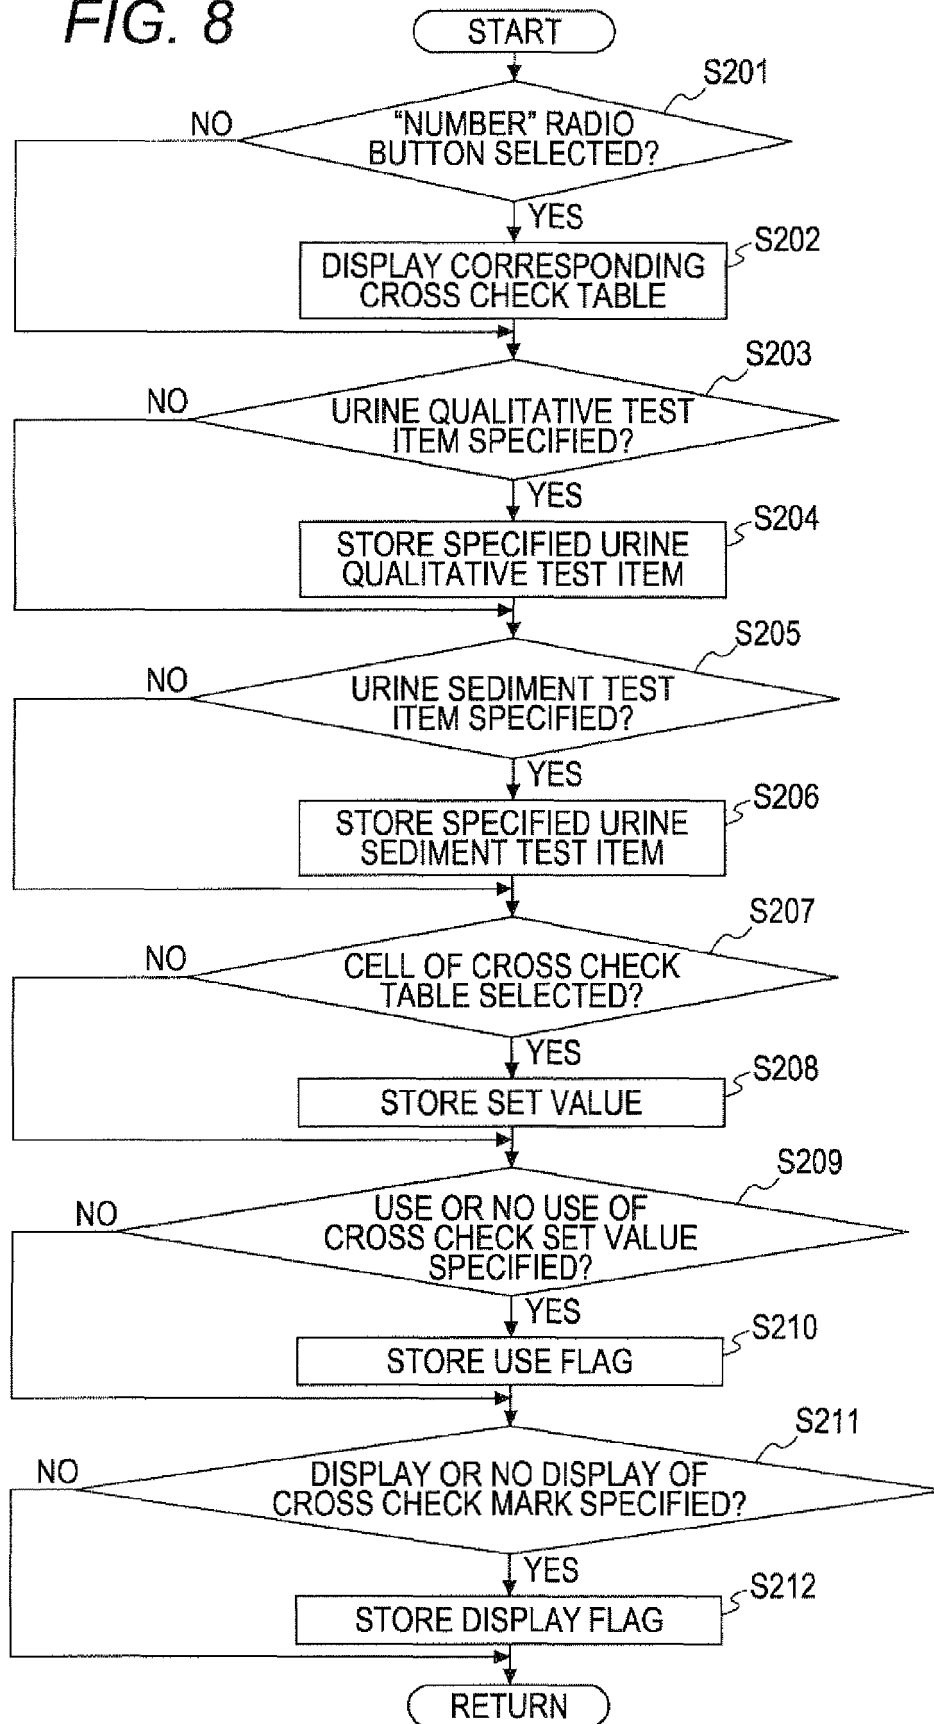 FIG. 8
START
S201
NO
"NUMBER" RADIO
BUTTON SELECTED?
YES
S202
DISPLAY CORRESPONDING
CROSS CHECK TABLE
S203
NO
URINE QUALITATIVE TEST
ITEM SPECIFIED?
YES
S204
STORE SPECIFIED URINE
QUALITATIVE TEST ITEM
S205
NO
URINE SEDIMENT TEST
ITEM SPECIFIED?
YES
S206
STORE SPECIFIED URINE
SEDIMENT TEST ITEM
S207
NO
CELL OF CROSS CHECK
TABLE SELECTED?
YES
S208
STORE SET VALUE
S209
NO
USE OR NO USE OF
CROSS CHECK SET VALUE
SPECIFIED?
YES
S210
STORE USE FLAG
S211
NO
DISPLAY OR NO DISPLAY OF
CROSS CHECK MARK SPECIFIED?
YES
S212
STORE DISPLAY FLAG
RETURN